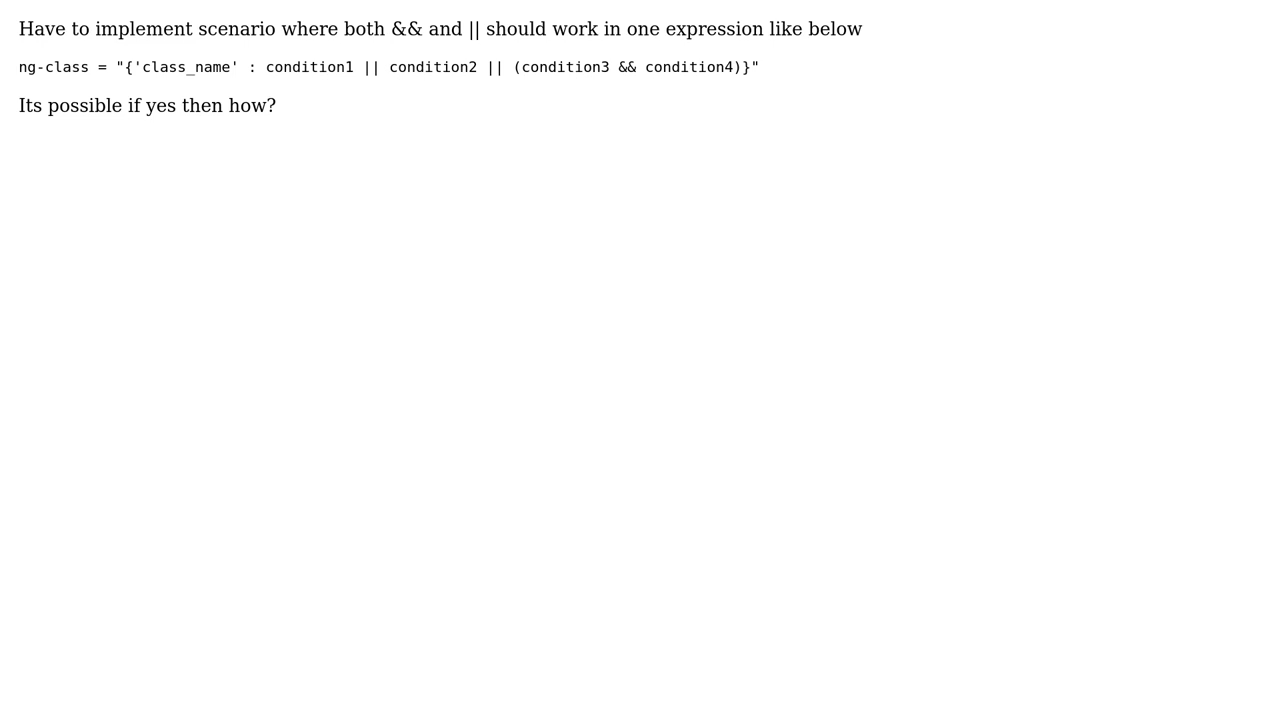 Have to implement scenario where both && and || should work in one expression like below
ng-class = "{'class_name' : condition1 || condition2 || (condition3 && condition4)}"
Its possible if yes then how?